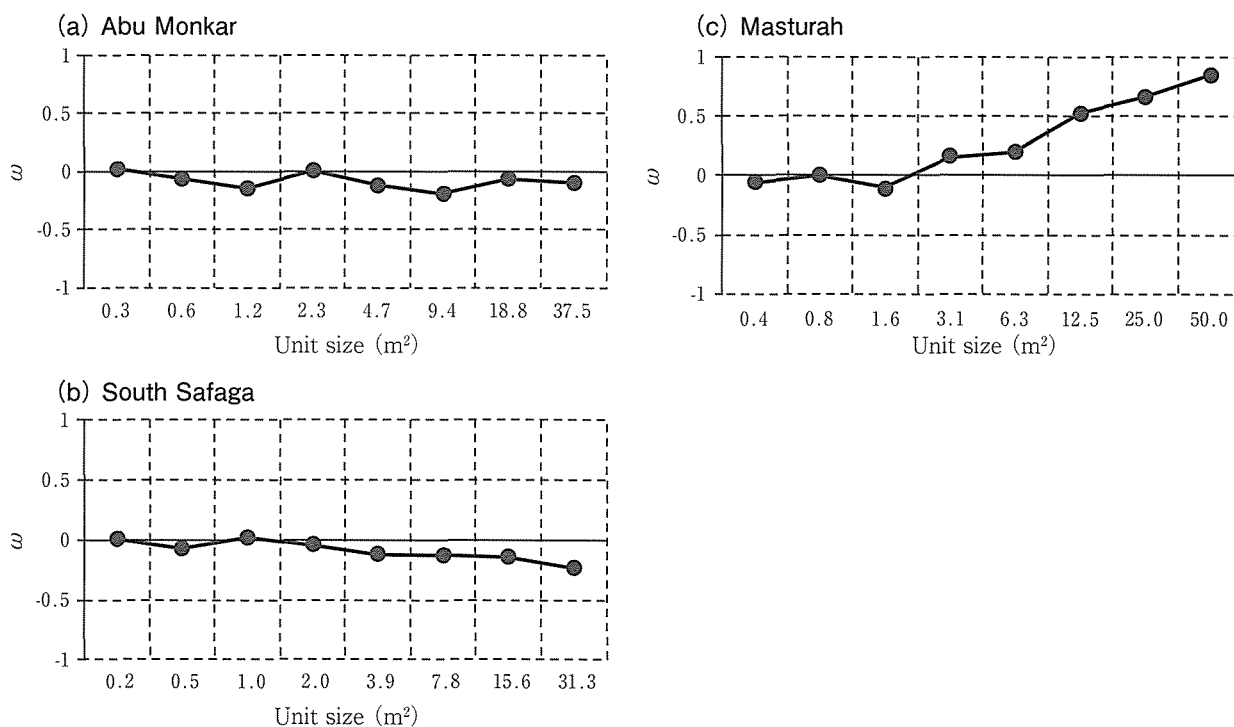 (a) Abu Monkar
1
0.5
0
-0.5
-1
ω
0.3 0.6 1.2 2.3 4.7 9.4 18.8 37.5
Unit size (m²)
(b) South Safaga
1
0.5
0
-0.5
-1
ω
0.2 0.5 1.0 2.0 3.9 7.8 15.6 31.3
Unit size (m²)
(c) Masturah
1
0.5
0
-0.5
-1
ω
0.4 0.8 1.6 3.1 6.3 12.5 25.0 50.0
Unit size (m²)